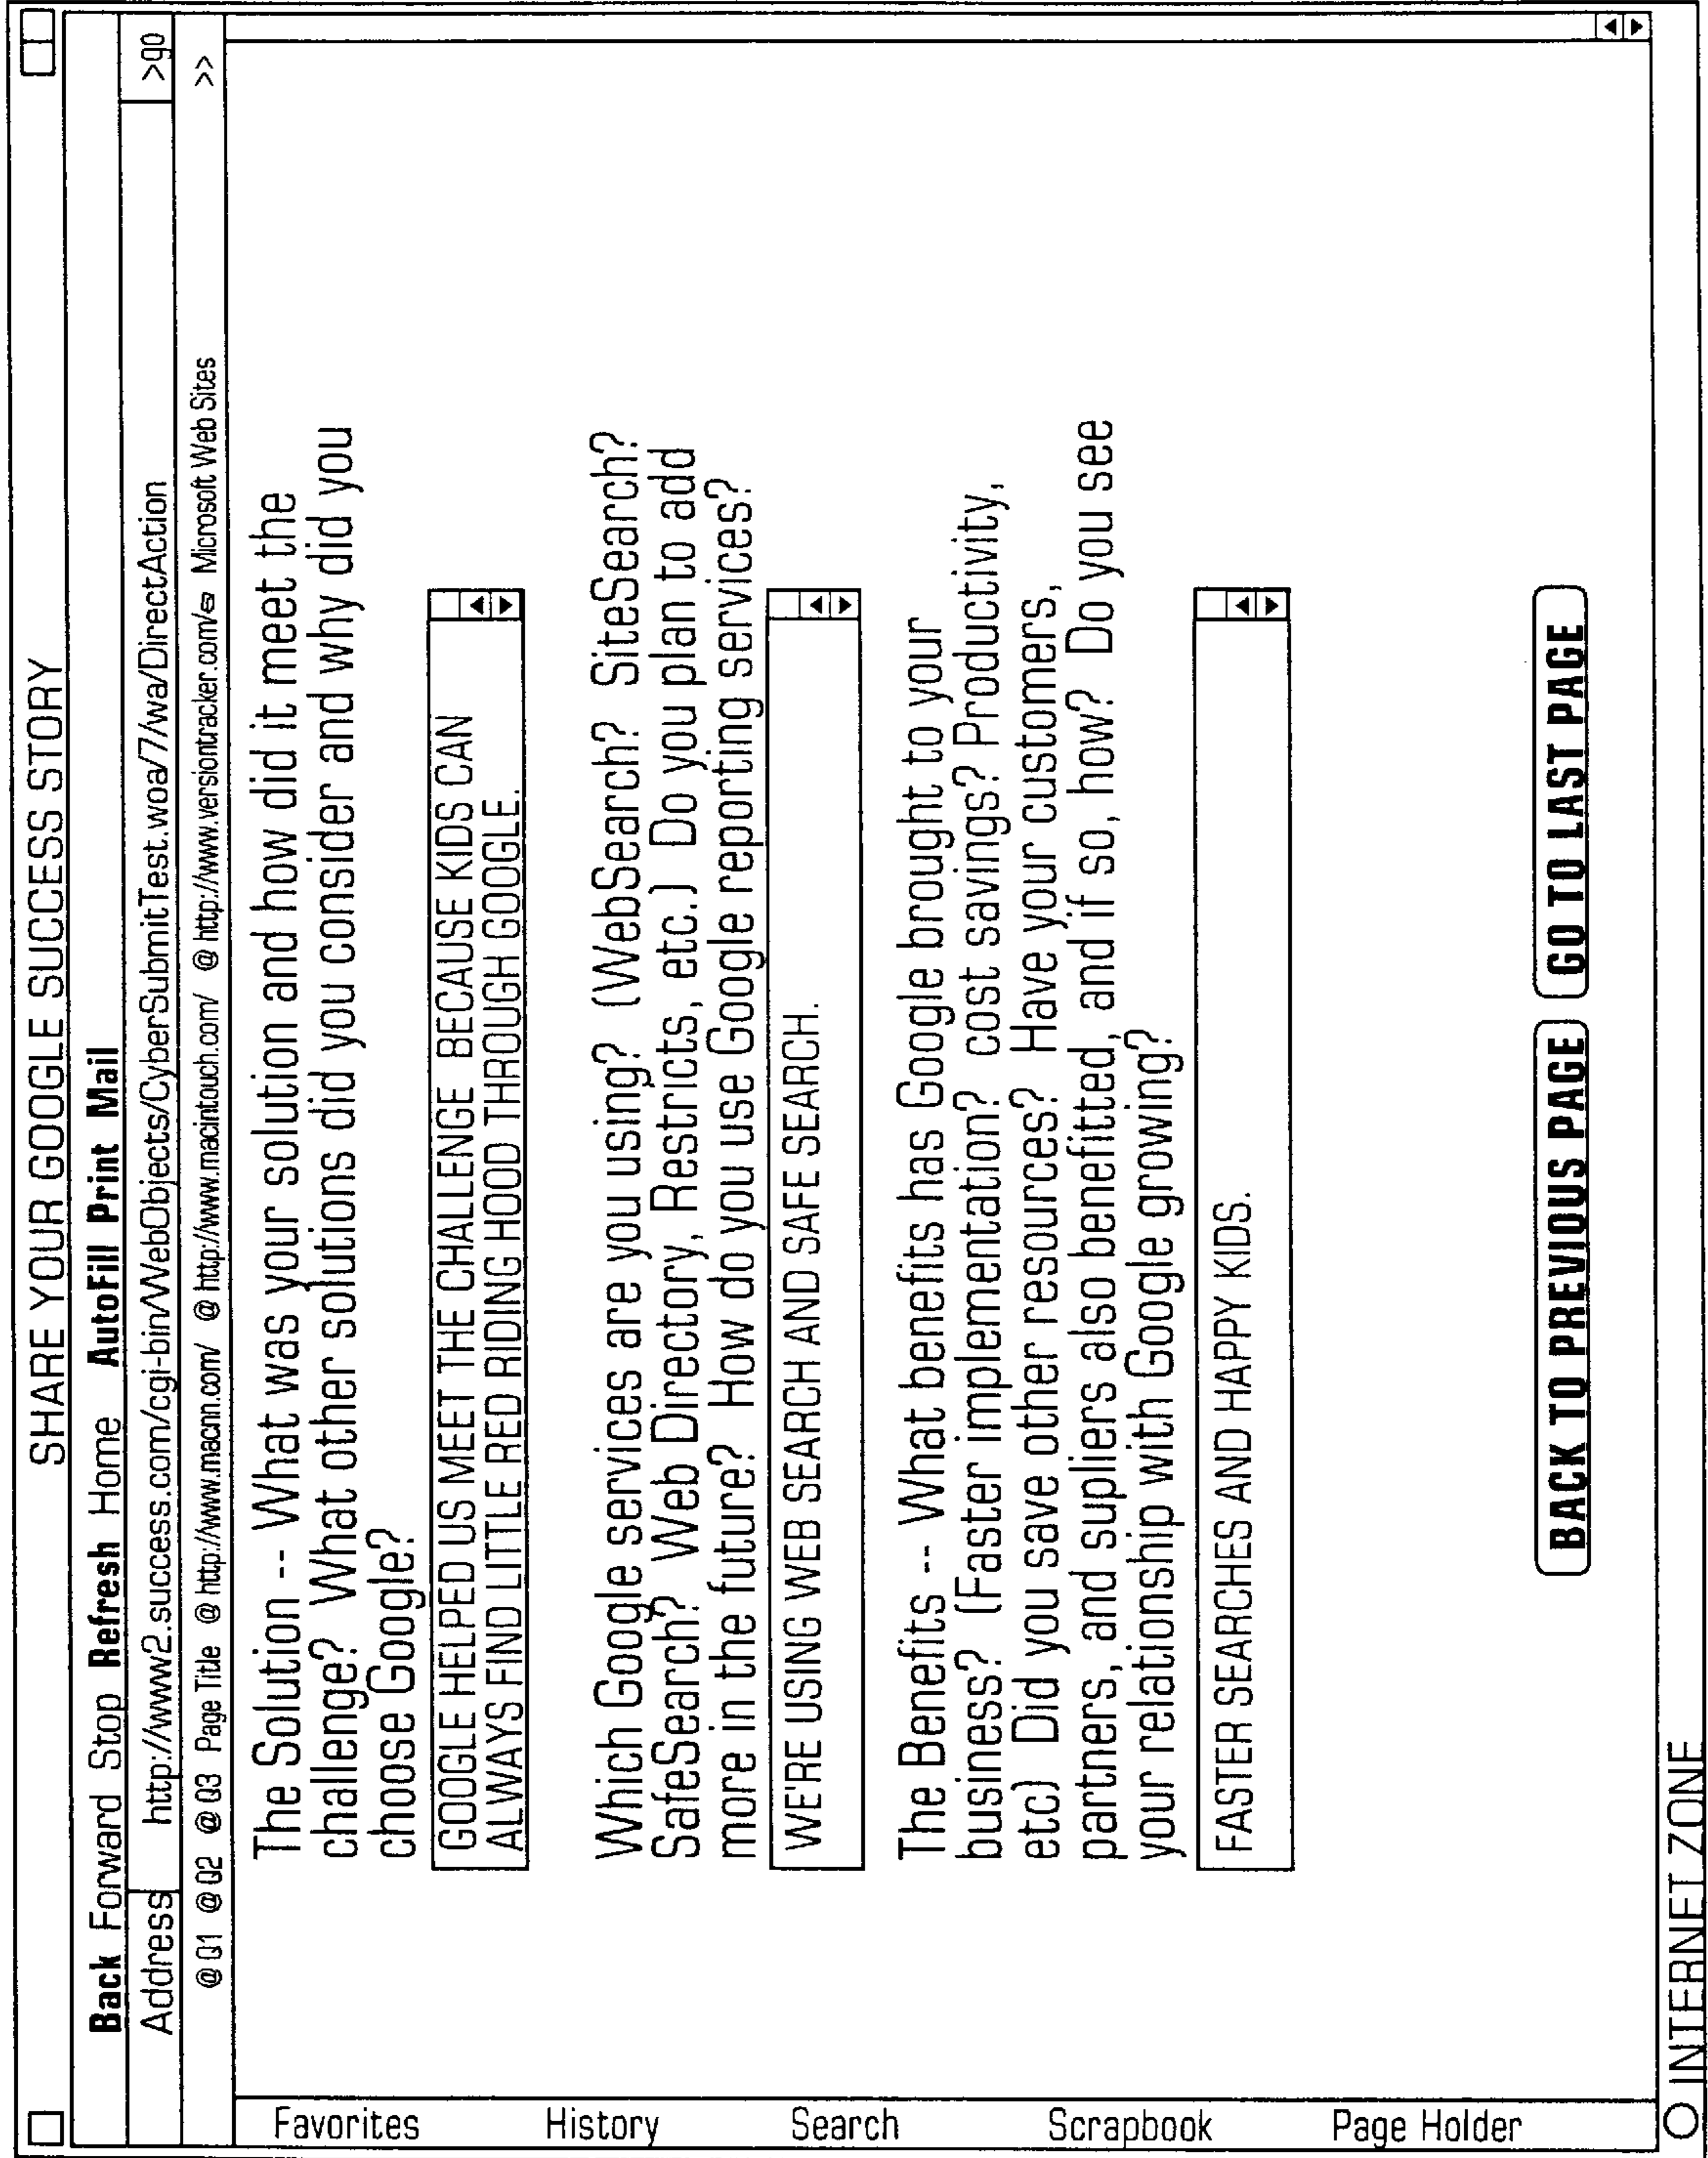 SHARE YOUR GOOGLE SUCCESS STORY
Back Forward Stop Refresh Home AutoFill Print Mail
Address http://www2.success.com/cgi-bin/WebObjects/CyberSubmitTest.woa/7/wa/DirectAction >go
@ Q1 @ Q2 @ Q3 Page Title @ http://www.macnn.com/ @ http://www.macintouch.com/ @ http://www.versiontracker.com/ Microsoft Web Sites >>
Favorites
History
Search
Scrapbook
Page Holder
The Solution -- What was your solution and how did it meet the
challenge? What other solutions did you consider and why did you
choose Google?
GOOGLE HELPED US MEET THE CHALLENGE BECAUSE KIDS CAN
ALWAYS FIND LITTLE RED RIDING HOOD THROUGH GOOGLE.
Which Google services are you using? (WebSearch? SiteSearch?
SafeSearch? Web Directory, Restricts, etc.) Do you plan to add
more in the future? How do you use Google reporting services?
WE'RE USING WEB SEARCH AND SAFE SEARCH.
The Benefits -- What benefits has Google brought to your
business? (Faster implementation? cost savings? Productivity,
etc) Did you save other resources? Have your customers,
partners, and supliers also benefitted, and if so, how? Do you see
your relationship with Google growing?
FASTER SEARCHES AND HAPPY KIDS.
BACK TO PREVIOUS PAGE GO TO LAST PAGE
INTERNET ZONE